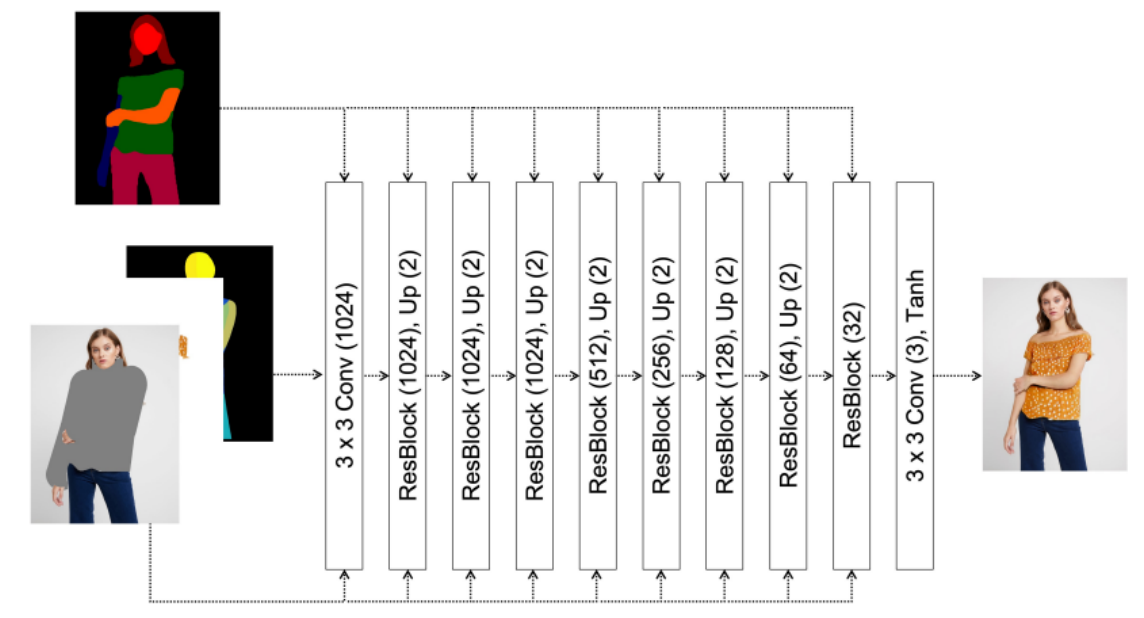 3 x 3 Conv (1024)
ResBlock (1024), Up (2)
ResBlock (1024), Up (2)
ResBlock (1024), Up (2)
ResBlock (512), Up (2)
ResBlock (256), Up (2)
ResBlock (128), Up (2)
ResBlock (64), Up (2)
ResBlock (32)
3 x 3 Conv (3), Tanh